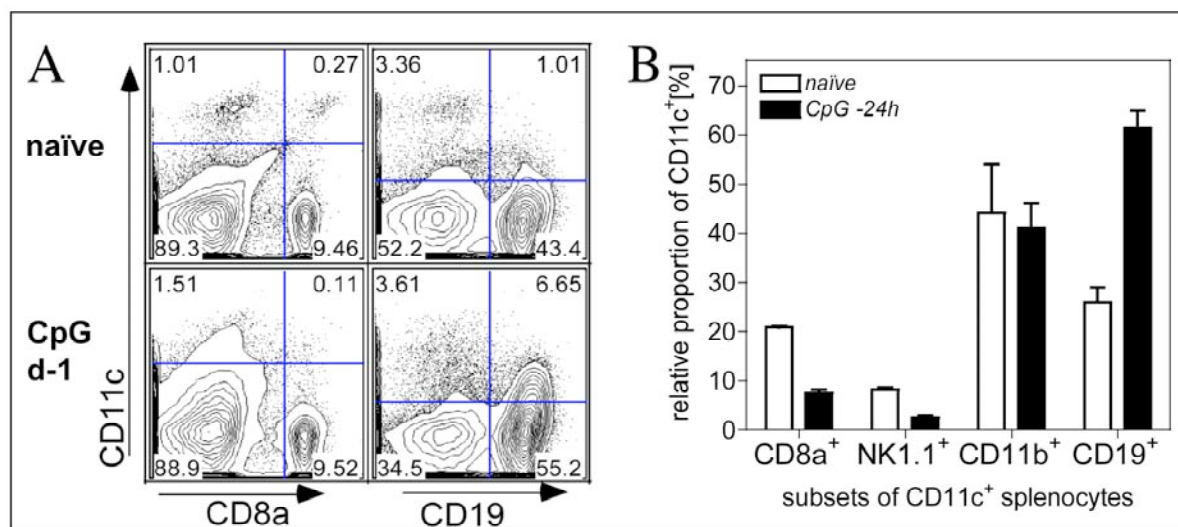 A
naïve
CpG
d-1
CD11c
1.01
0.27
89.3
9.46
3.36
1.01
52.2
43.4
1.51
0.11
88.9
9.52
3.61
6.65
34.5
55.2
CD8a
CD19
B
relative proportion of CD11c⁺[%]
70
60
50
40
30
20
10
0
naïve
CpG -24h
CD8a⁺
NK1.1⁺
CD11b⁺
CD19⁺
subsets of CD11c⁺ splenocytes